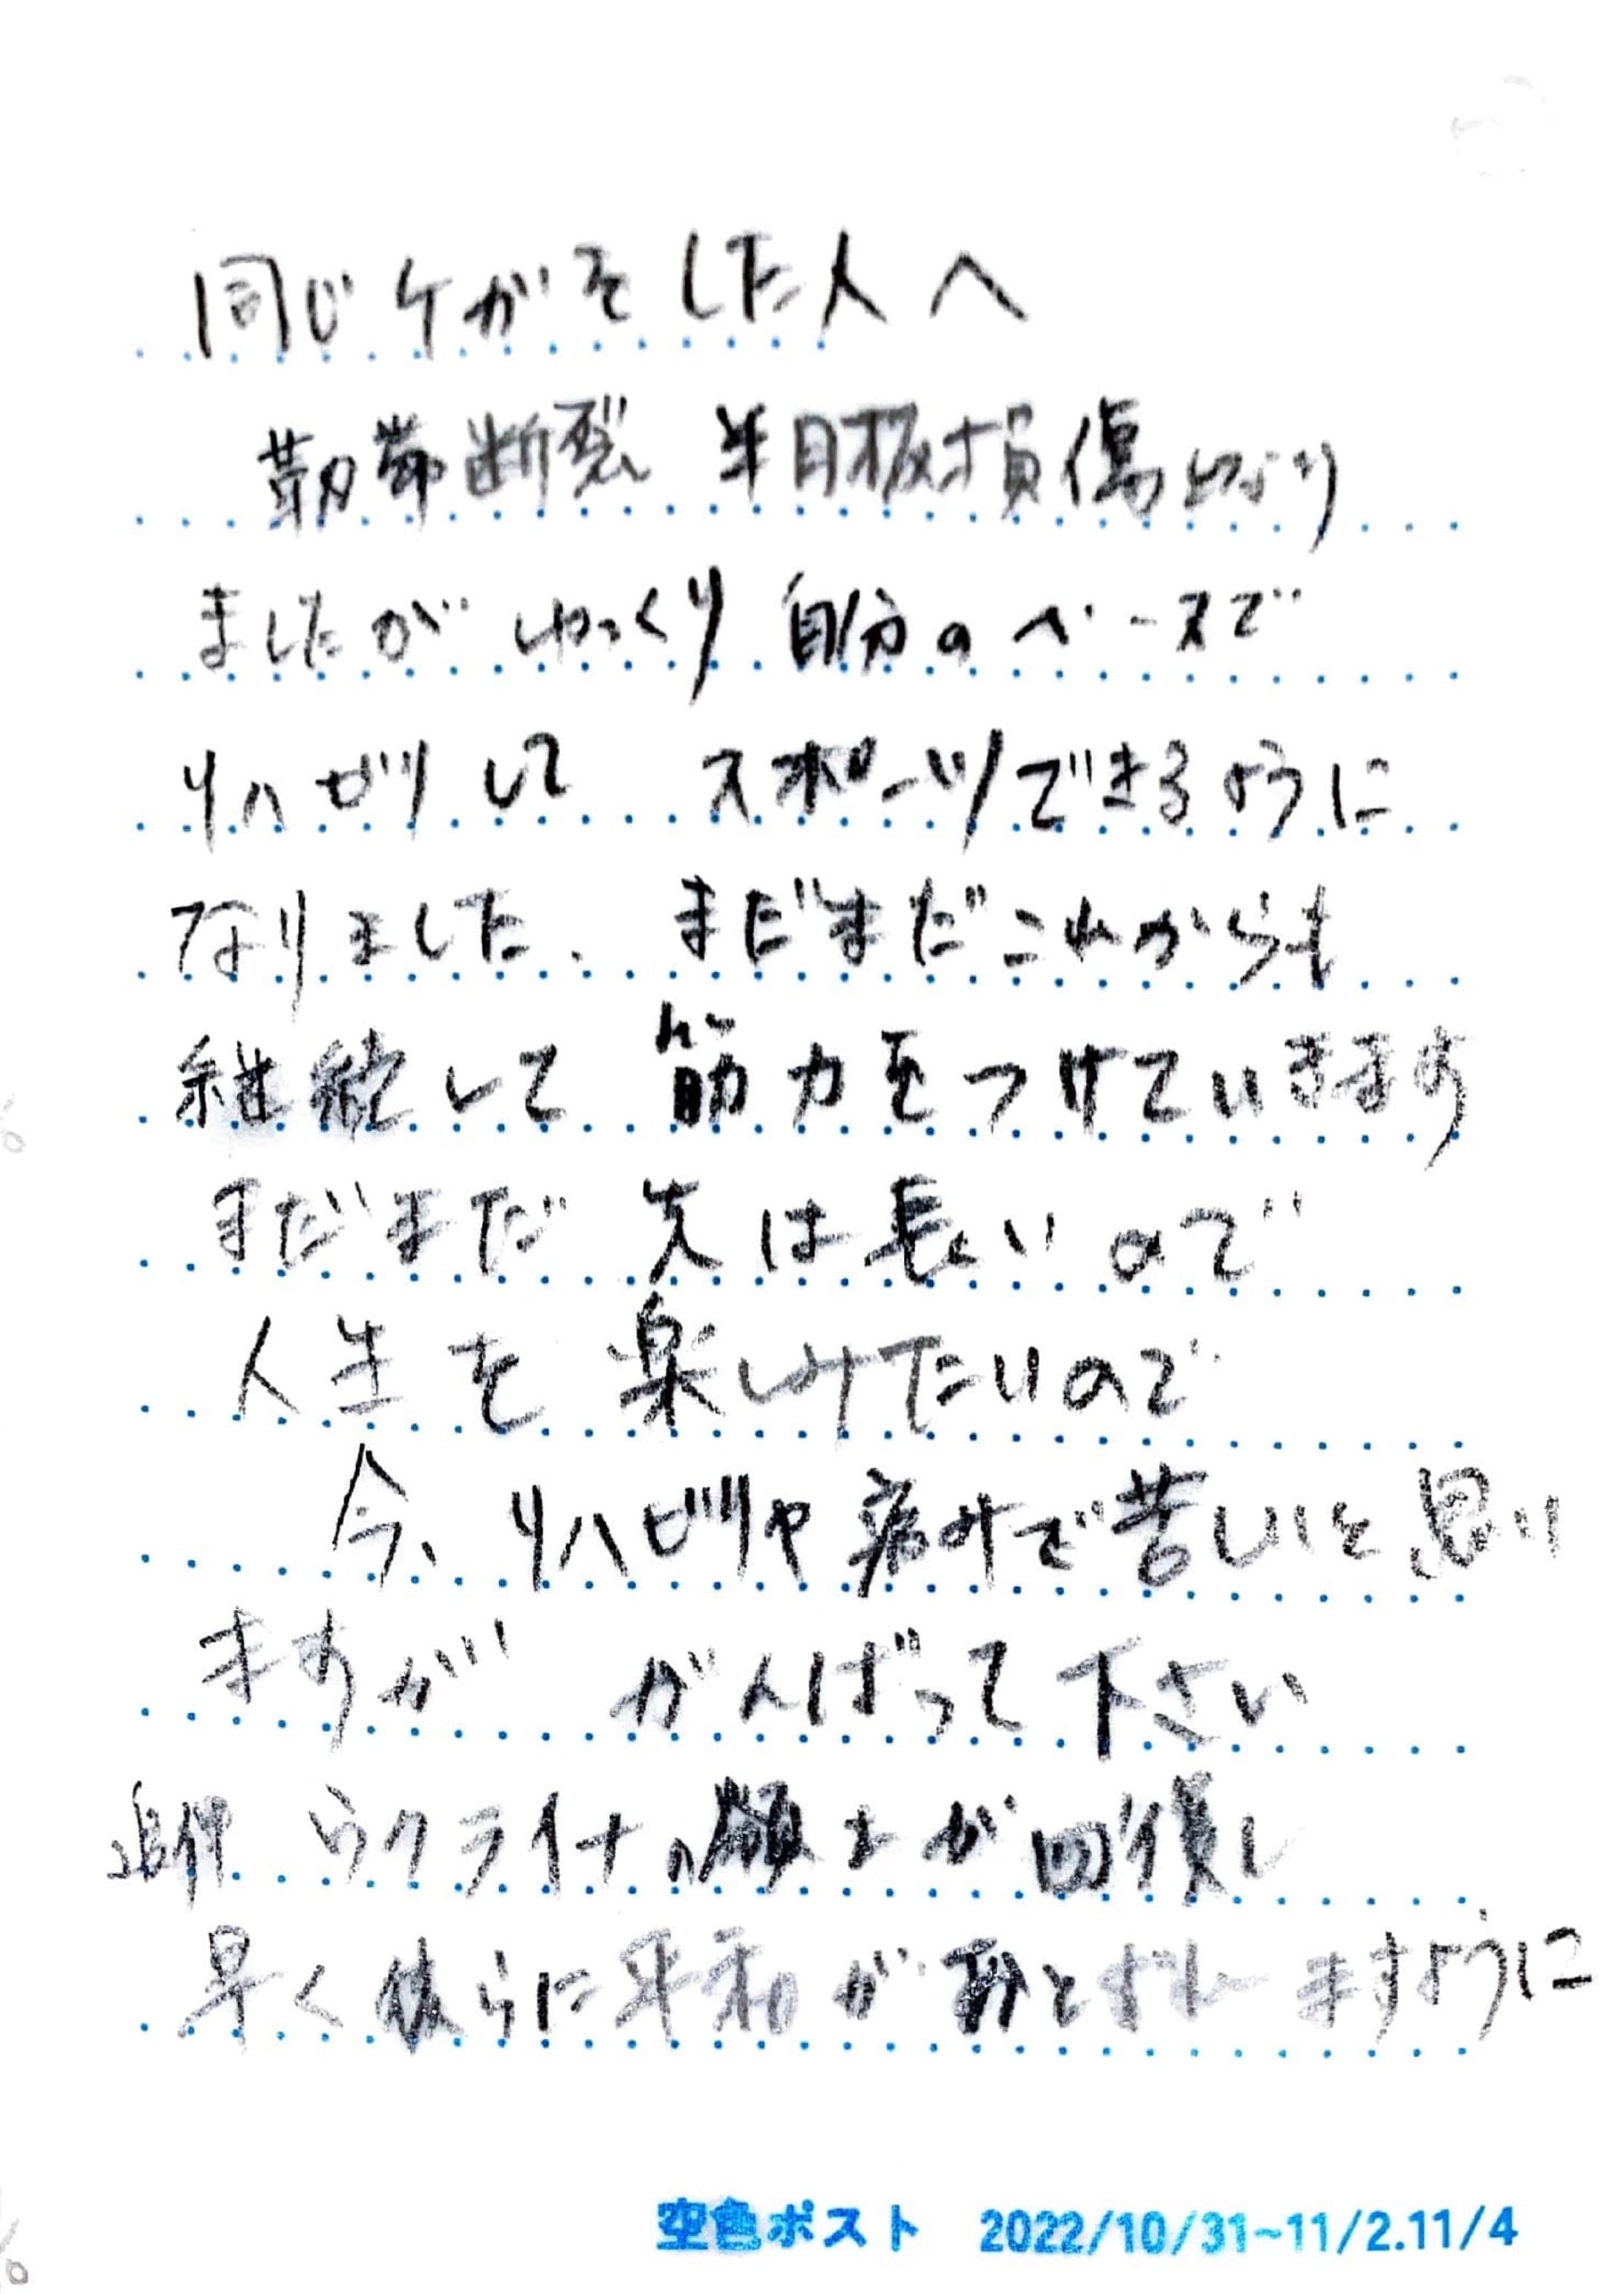 同じケガをした人へ
靭帯断裂 半月板損傷となり
ましたが ゆっくり 自分のペースで
リハビリして スポーツできるように
なりました、まだまだこれからも
継続して 筋力をつけていきます
まだまだ 先は長いので
人生を楽しみたいので
今、リハビリや痛みで苦しいと思い
ますが がんばって下さい
追伸 ウクライナの領土が回復し
早く彼らに平和がおとずれますように
空色ポスト 2022/10/31~11/2.11/4